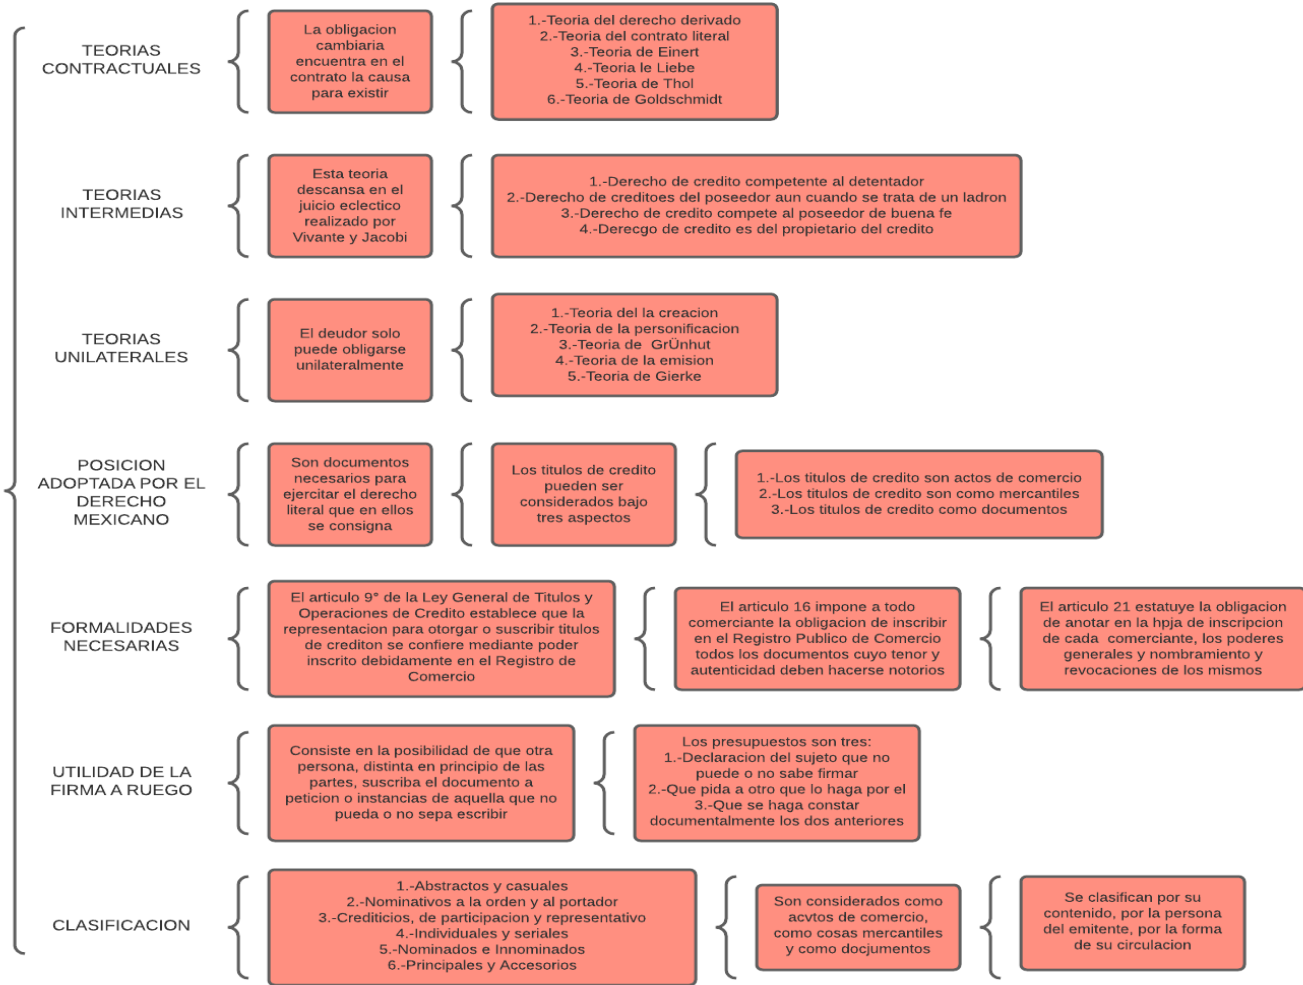 TEORIAS
CONTRACTUALES
La obligacion
cambiaria
encuentra en el
contrato la causa
para existir
1.-Teoria del derecho derivado
2.-Teoria del contrato literal
3.-Teoria de Einert
4.-Teoria le Liebe
5.-Teoria de Thol
6.-Teoria de Goldschmidt
TEORIAS
INTERMEDIAS
Esta teoria
descansa en el
juicio eclectico
realizado por
Vivante y Jacobi
1.-Derecho de credito competente al detentador
2.-Derecho de creditoes del poseedor aun cuando se trata de un ladron
3.-Derecho de credito compete al poseedor de buena fe
4.-Derecgo de credito es del propietario del credito
TEORIAS
UNILATERALES
El deudor solo
puede obligarse
unilateralmente
1.-Teoria del la creacion
2.-Teoria de la personificacion
3.-Teoria de  GrÜnhut
4.-Teoria de la emision
5.-Teoria de Gierke
POSICION
ADOPTADA POR EL
DERECHO
MEXICANO
Son documentos
necesarios para
ejercitar el derecho
literal que en ellos
se consigna
Los titulos de credito
pueden ser
considerados bajo
tres aspectos
1.-Los titulos de credito son actos de comercio
2.-Los titulos de credito son como mercantiles
3.-Los titulos de credito como documentos
FORMALIDADES
NECESARIAS
El articulo 9° de la Ley General de Titulos y
Operaciones de Credito establece que la
representacion para otorgar o suscribir titulos
de crediton se confiere mediante poder
inscrito debidamente en el Registro de
Comercio
El articulo 16 impone a todo
comerciante la obligacion de inscribir
en el Registro Publico de Comercio
todos los documentos cuyo tenor y
autenticidad deben hacerse notorios
El articulo 21 estatuye la obligacion
de anotar en la hpja de inscripcion
de cada  comerciante, los poderes
generales y nombramiento y
revocaciones de los mismos
UTILIDAD DE LA
FIRMA A RUEGO
Consiste en la posibilidad de que otra
persona, distinta en principio de las
partes, suscriba el documento a
peticion o instancias de aquella que no
pueda o no sepa escribir
Los presupuestos son tres:
1.-Declaracion del sujeto que no
puede o no sabe firmar
2.-Que pida a otro que lo haga por el
3.-Que se haga constar
documentalmente los dos anteriores
CLASIFICACION
1.-Abstractos y casuales
2.-Nominativos a la orden y al portador
3.-Crediticios, de participacion y representativo
4.-Individuales y seriales
5.-Nominados e Innominados
6.-Principales y Accesorios
Son considerados como
acvtos de comercio,
como cosas mercantiles
y como docjumentos
Se clasifican por su
contenido, por la persona
del emitente, por la forma
de su circulacion